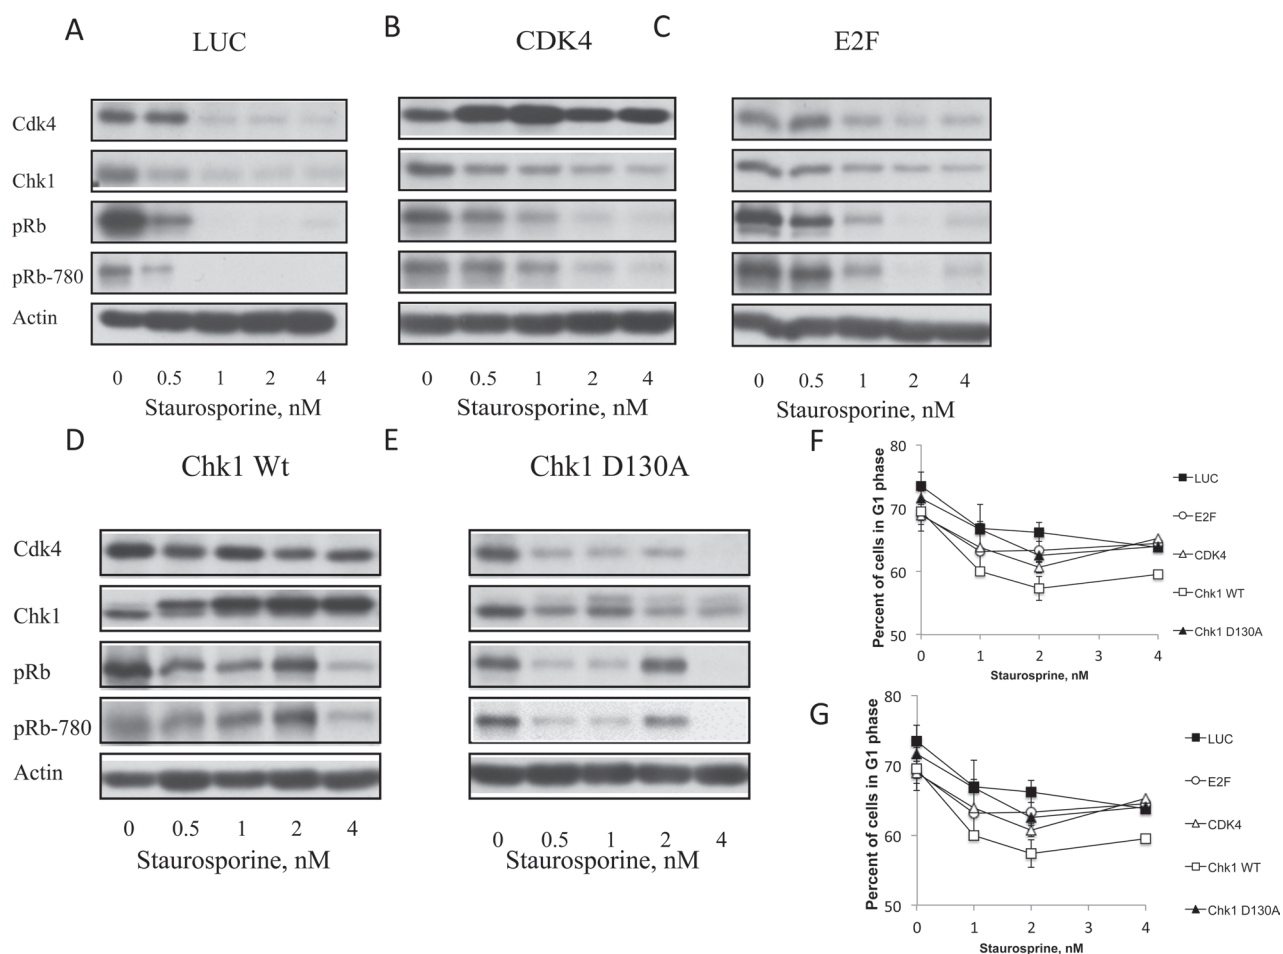 A
LUC
B
CDK4
C
E2F
Cdk4
Chk1
pRb
pRb-780
Actin
0 0.5 1 2 4
Staurosporine, nM
0 0.5 1 2 4
Staurosporine, nM
0 0.5 1 2 4
Staurosporine, nM
D
Chk1 Wt
E
Chk1 D130A
Cdk4
Chk1
pRb
pRb-780
Actin
0 0.5 1 2 4
Staurosporine, nM
0 0.5 1 2 4
Staurosporine, nM
F
Percent of cells in G1 phase
80
70
60
50
0 1 2 3 4
Staurosprine, nM
LUC
E2F
CDK4
Chk1 WT
Chk1 D130A
G
Percent of cells in G1 phase
80
70
60
50
0 1 2 3 4
Staurosprine, nM
LUC
E2F
CDK4
Chk1 WT
Chk1 D130A